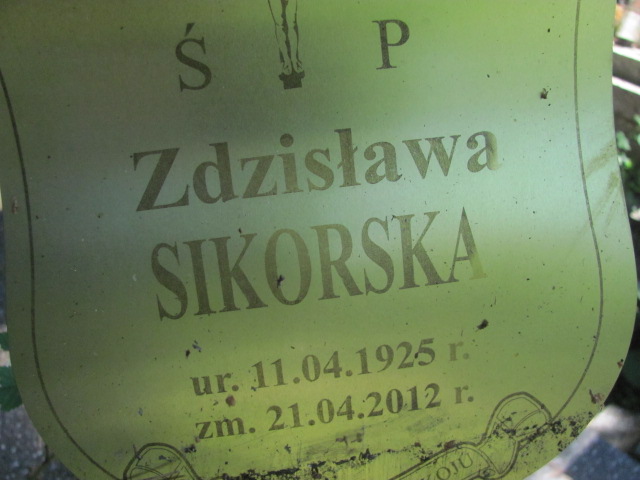 Ś P
Zdzisława
SIKORSKA
ur. 11.04.1925 r.
zm. 21.04.2012 r.